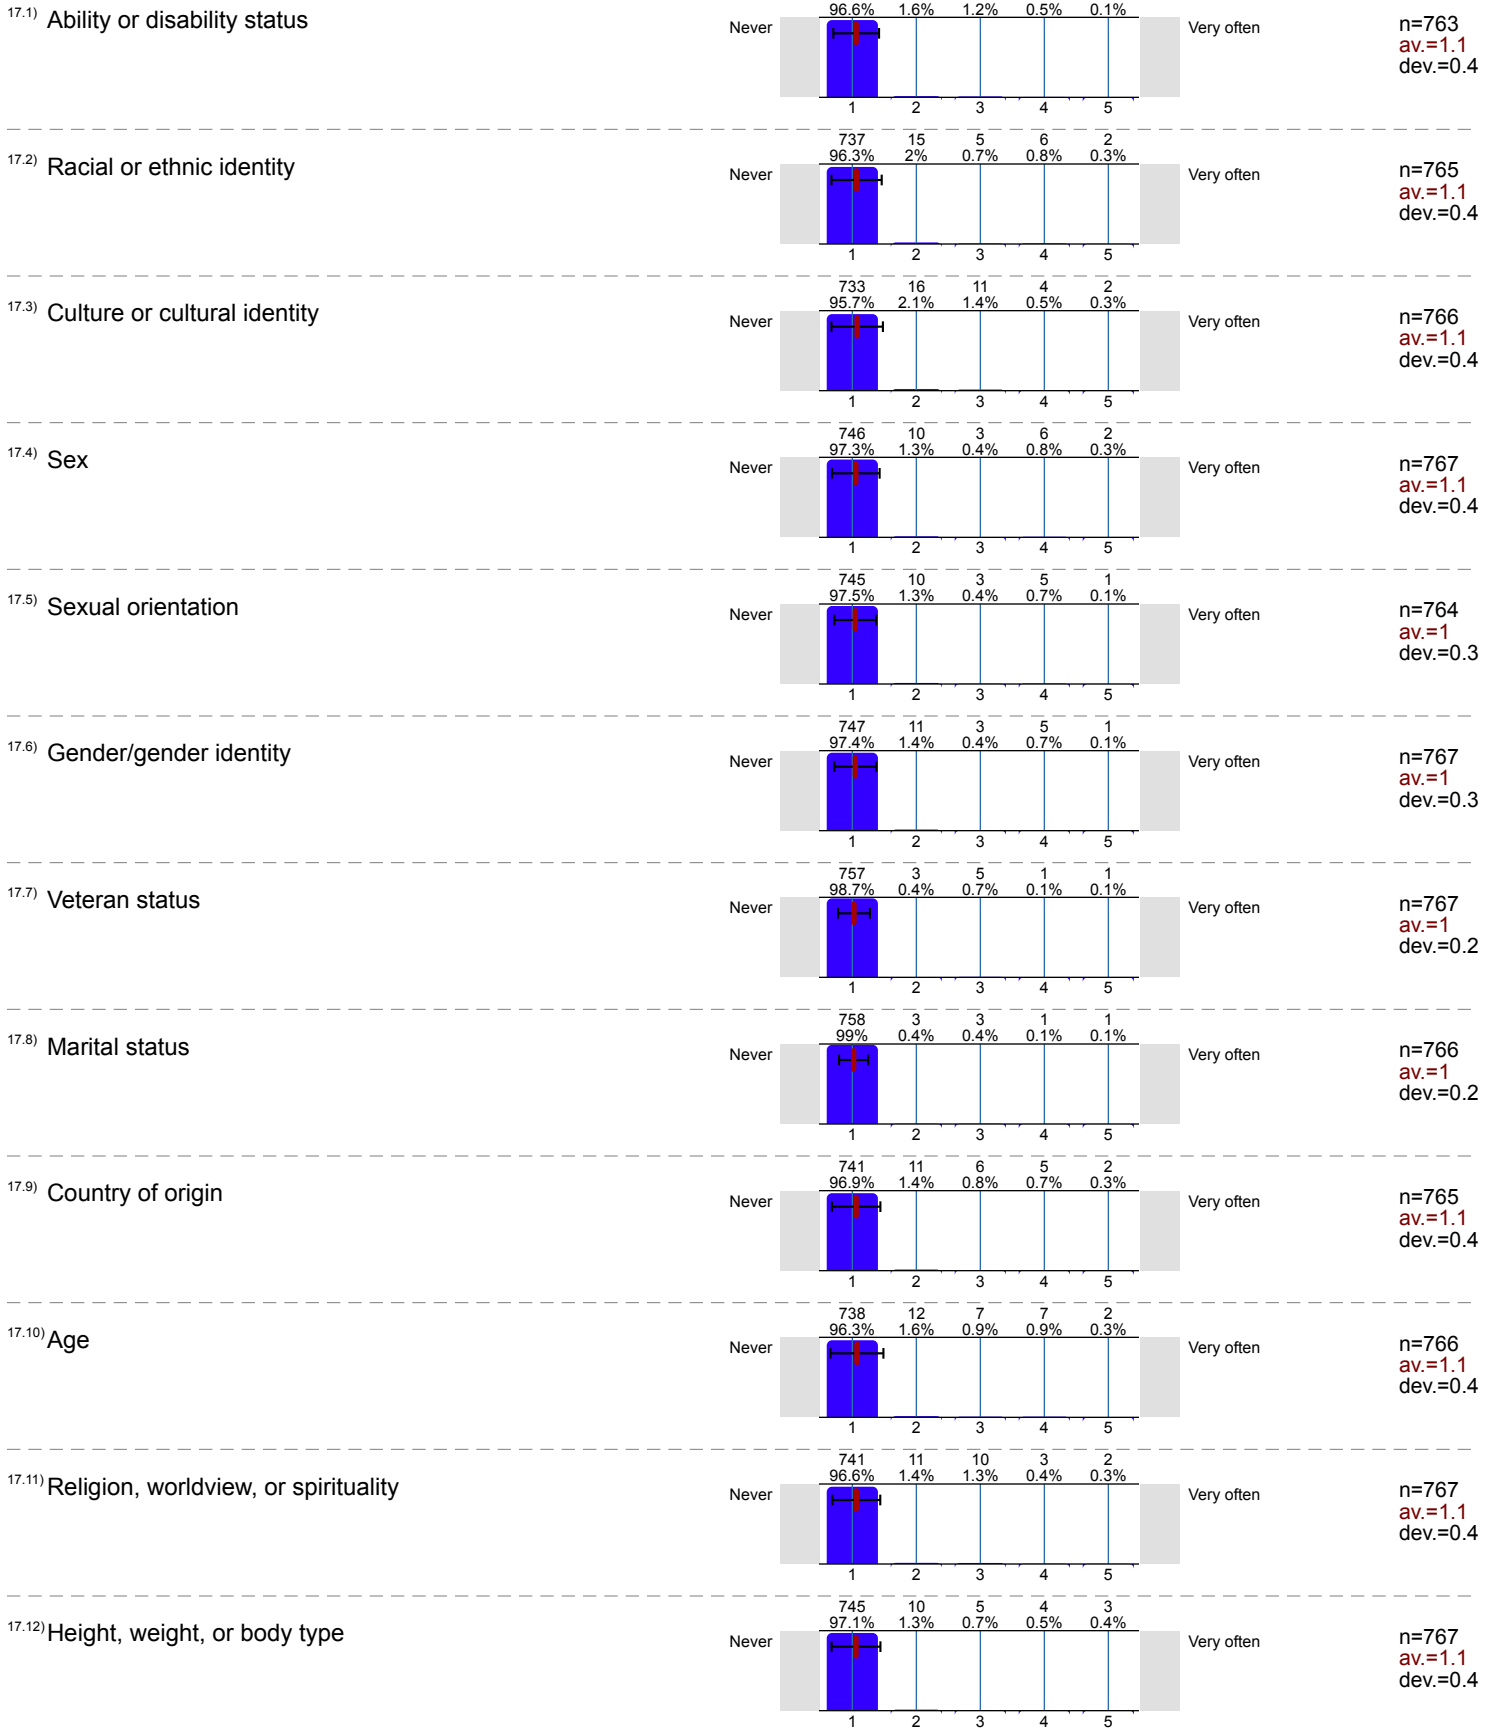 17.1) Ability or disability status
96.6% 1.6% 1.2% 0.5% 0.1%
Never Very often
n=763
av.=1.1
dev.=0.4
1 2 3 4 5
17.2) Racial or ethnic identity
737 15 5 6 2
96.3% 2% 0.7% 0.8% 0.3%
Never Very often
n=765
av.=1.1
dev.=0.4
1 2 3 4 5
17.3) Culture or cultural identity
733 16 11 4 2
95.7% 2.1% 1.4% 0.5% 0.3%
Never Very often
n=766
av.=1.1
dev.=0.4
1 2 3 4 5
17.4) Sex
746 10 3 6 2
97.3% 1.3% 0.4% 0.8% 0.3%
Never Very often
n=767
av.=1.1
dev.=0.4
1 2 3 4 5
17.5) Sexual orientation
745 10 3 5 1
97.5% 1.3% 0.4% 0.7% 0.1%
Never Very often
n=764
av.=1
dev.=0.3
1 2 3 4 5
17.6) Gender/gender identity
747 11 3 5 1
97.4% 1.4% 0.4% 0.7% 0.1%
Never Very often
n=767
av.=1
dev.=0.3
1 2 3 4 5
17.7) Veteran status
757 3 5 1 1
98.7% 0.4% 0.7% 0.1% 0.1%
Never Very often
n=767
av.=1
dev.=0.2
1 2 3 4 5
17.8) Marital status
758 3 3 1 1
99% 0.4% 0.4% 0.1% 0.1%
Never Very often
n=766
av.=1
dev.=0.2
1 2 3 4 5
17.9) Country of origin
741 11 6 5 2
96.9% 1.4% 0.8% 0.7% 0.3%
Never Very often
n=765
av.=1.1
dev.=0.4
1 2 3 4 5
17.10) Age
738 12 7 7 2
96.3% 1.6% 0.9% 0.9% 0.3%
Never Very often
n=766
av.=1.1
dev.=0.4
1 2 3 4 5
17.11) Religion, worldview, or spirituality
741 11 10 3 2
96.6% 1.4% 1.3% 0.4% 0.3%
Never Very often
n=767
av.=1.1
dev.=0.4
1 2 3 4 5
17.12) Height, weight, or body type
745 10 5 4 3
97.1% 1.3% 0.7% 0.5% 0.4%
Never Very often
n=767
av.=1.1
dev.=0.4
1 2 3 4 5